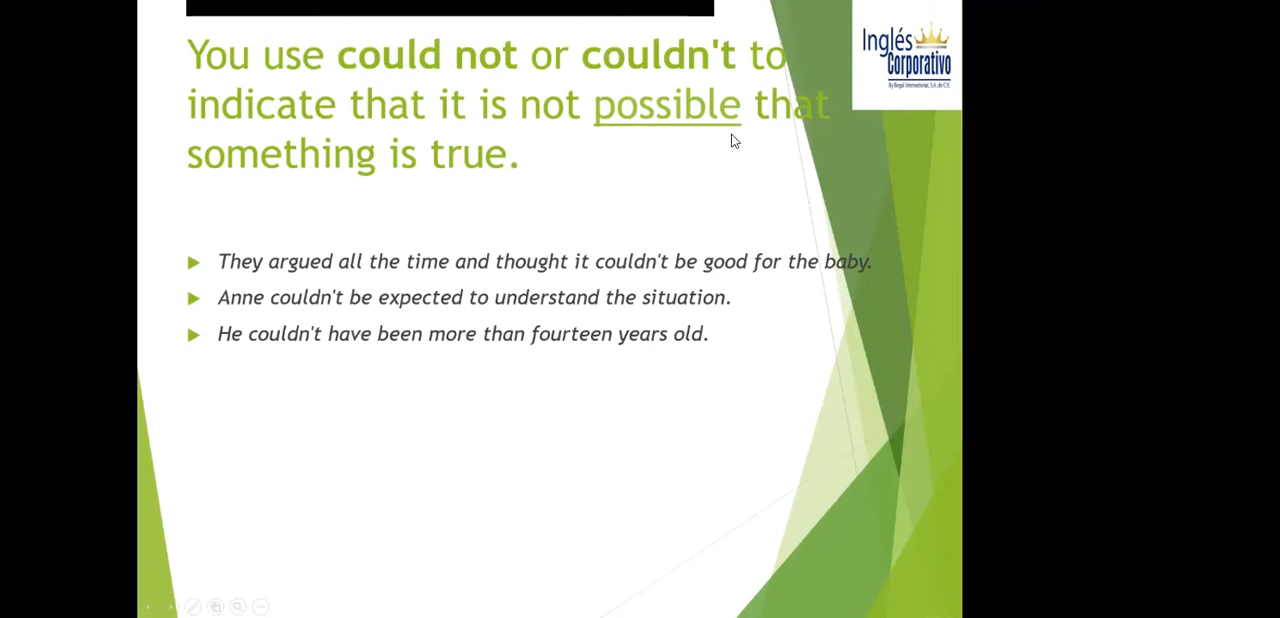 You use could not or couldn't to
indicate that it is not possible that
something is true.
Inglés
Corporativo
By Regal International, S.A. de C.V.
They argued all the time and thought it couldn't be good for the baby.
Anne couldn't be expected to understand the situation.
He couldn't have been more than fourteen years old.